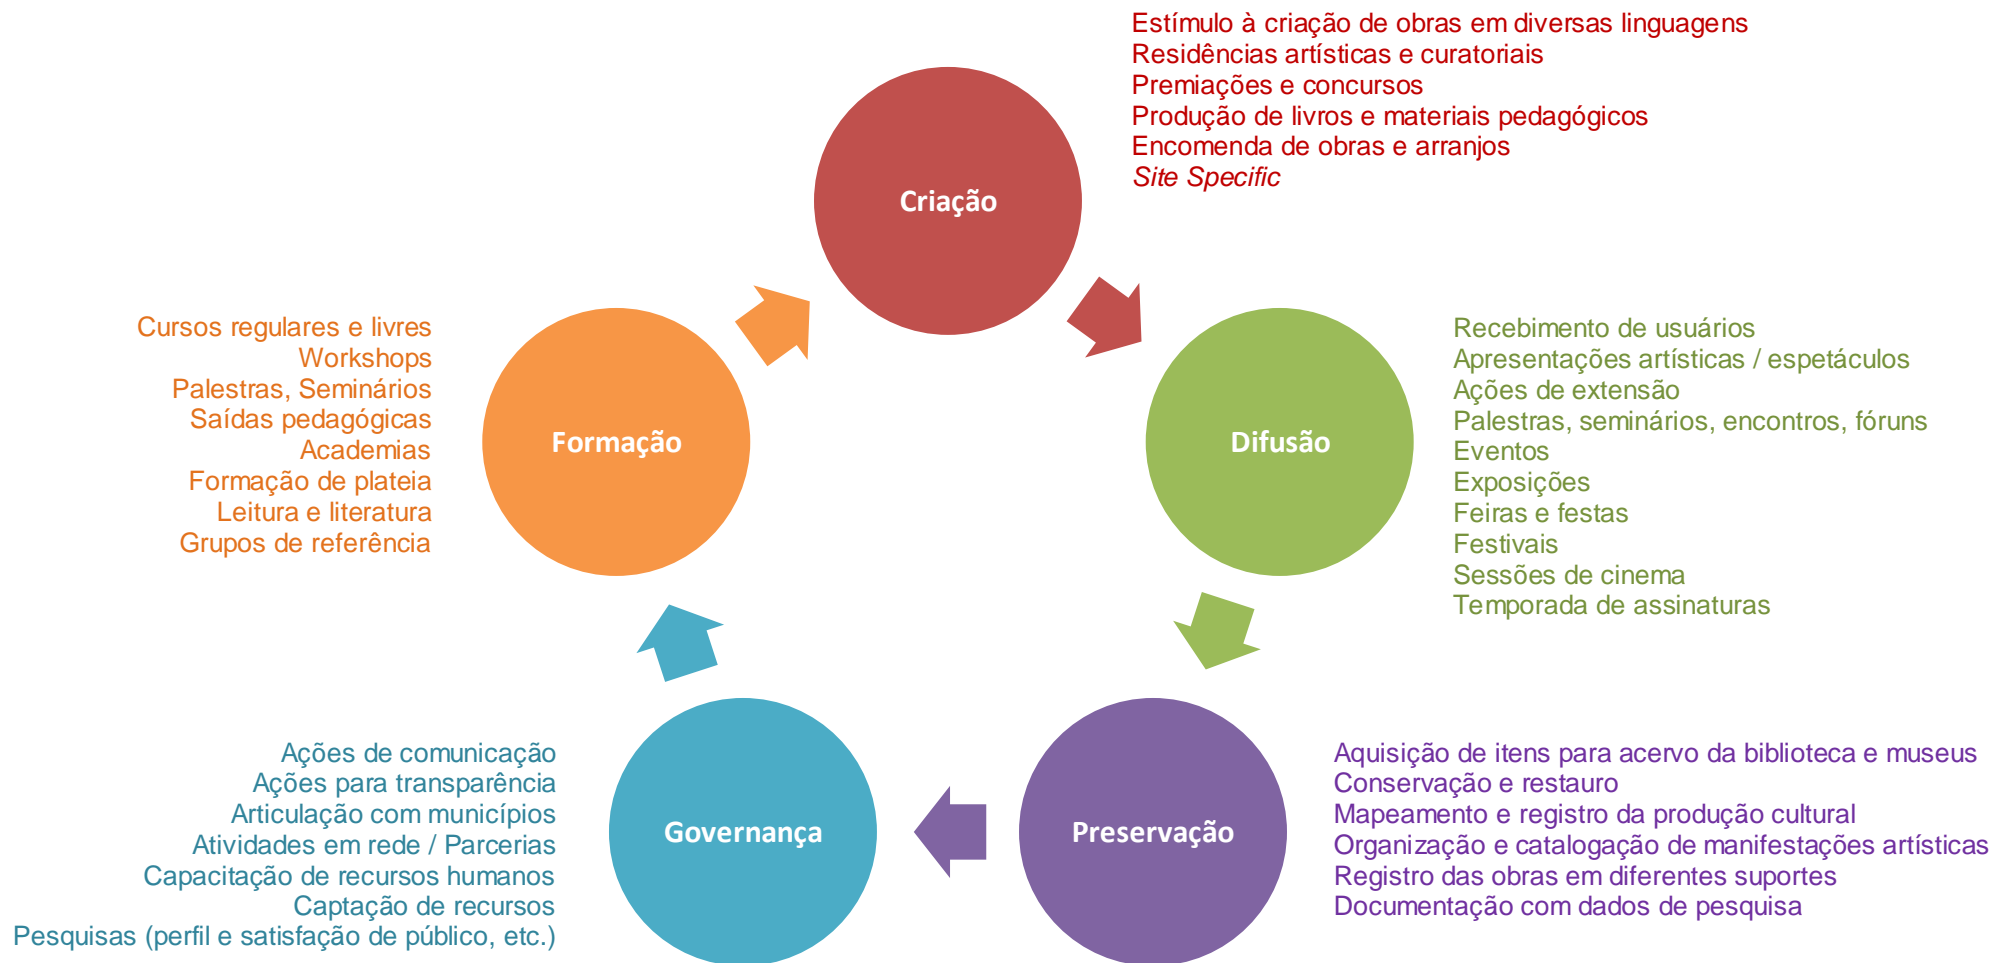 Estímulo à criação de obras em diversas linguagens
Residências artísticas e curatoriais
Premiações e concursos
Produção de livros e materiais pedagógicos
Encomenda de obras e arranjos
Site Specific
Criação
Recebimento de usuários
Apresentações artísticas / espetáculos
Ações de extensão
Palestras, seminários, encontros, fóruns
Eventos
Exposições
Feiras e festas
Festivais
Sessões de cinema
Temporada de assinaturas
Difusão
Aquisição de itens para acervo da biblioteca e museus
Conservação e restauro
Mapeamento e registro da produção cultural
Organização e catalogação de manifestações artísticas
Registro das obras em diferentes suportes
Documentação com dados de pesquisa
Preservação
Ações de comunicação
Ações para transparência
Articulação com municípios
Atividades em rede / Parcerias
Capacitação de recursos humanos
Captação de recursos
Pesquisas (perfil e satisfação de público, etc.)
Governança
Cursos regulares e livres
Workshops
Palestras, Seminários
Saídas pedagógicas
Academias
Formação de plateia
Leitura e literatura
Grupos de referência
Formação